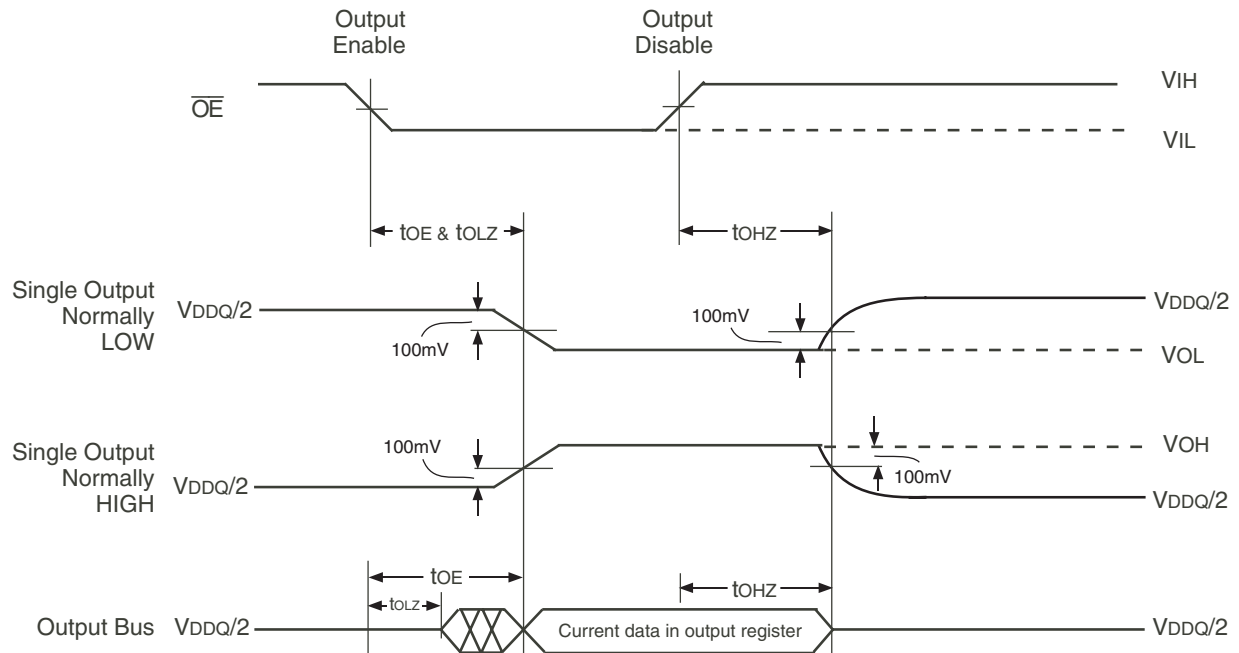 Output
Enable
Output
Disable
OE
VIH
VIL
tOE & tOLZ
tOHZ
Single Output
Normally
LOW
VDDQ/2
100mV
100mV
VDDQ/2
VOL
Single Output
Normally
HIGH
VDDQ/2
100mV
VOH
100mV
VDDQ/2
tOE
tOLZ
tOHZ
Output Bus
VDDQ/2
Current data in output register
VDDQ/2